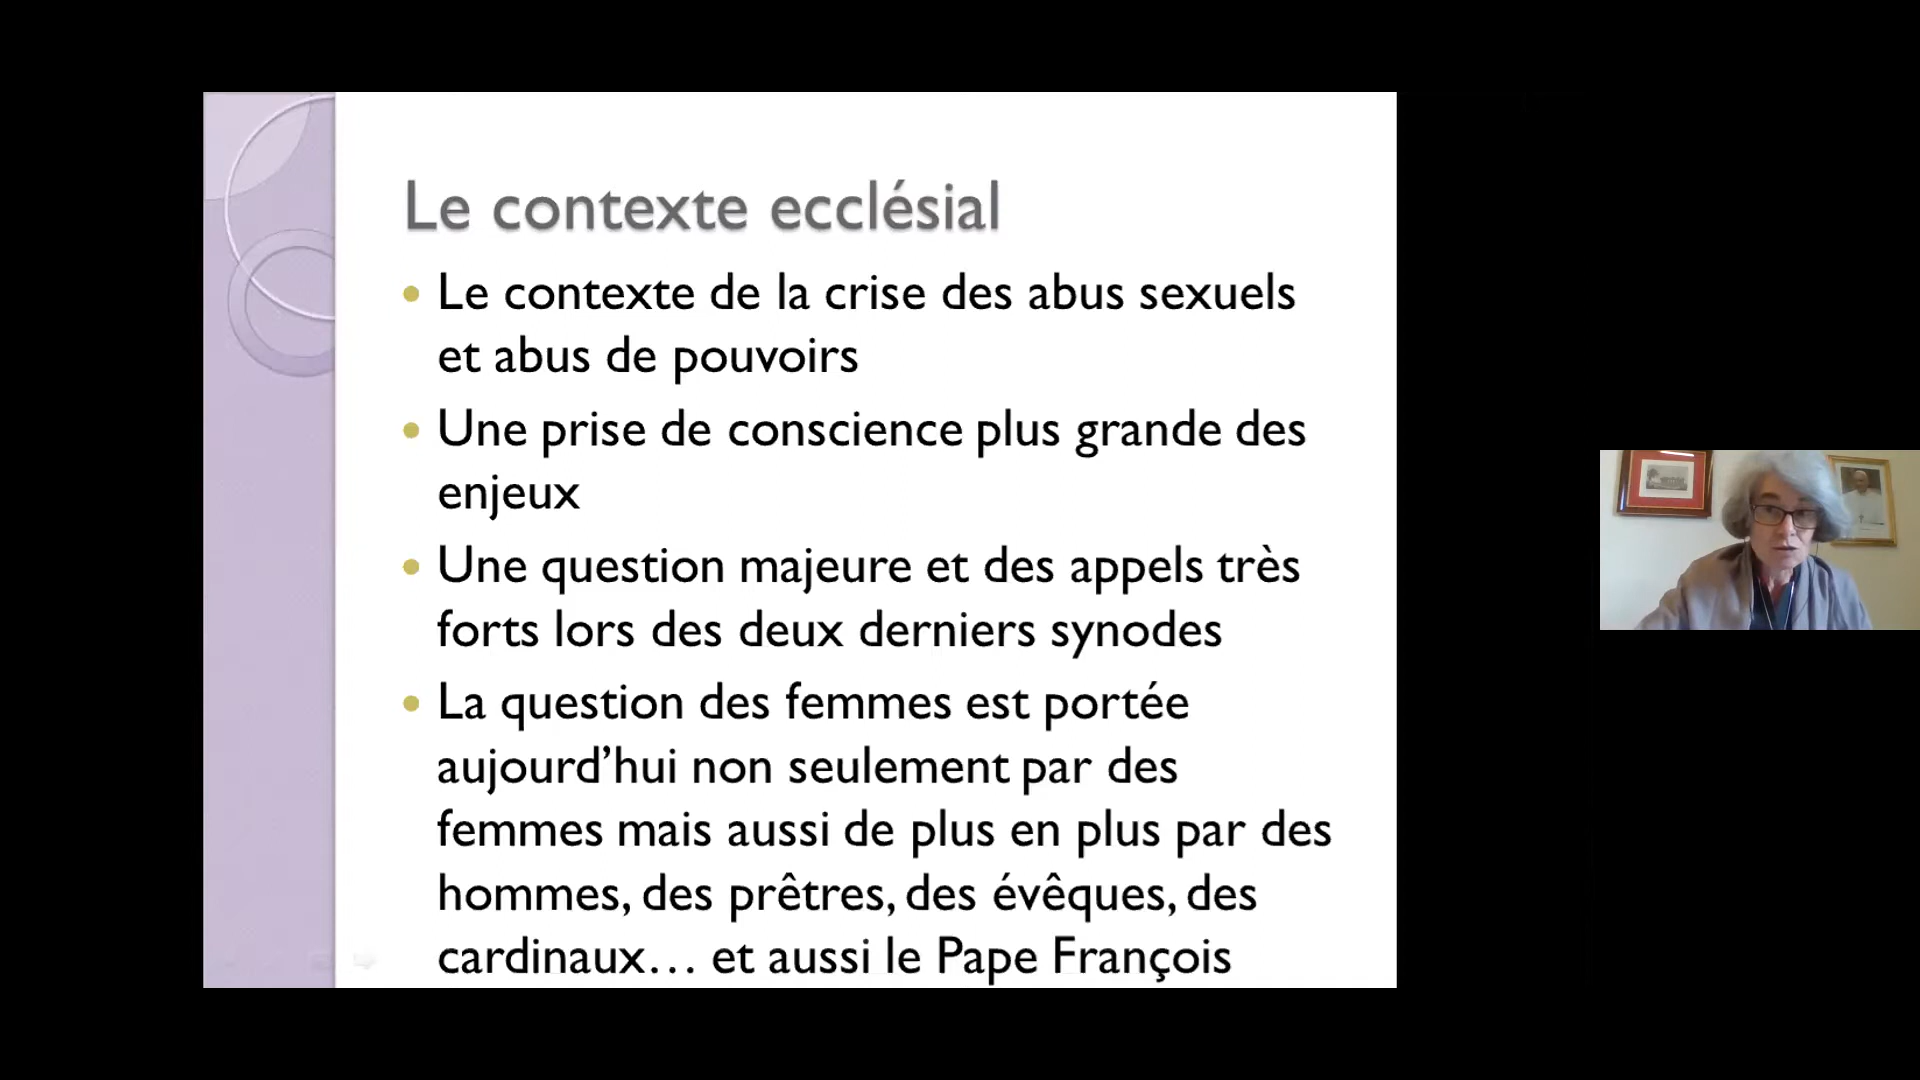 Le contexte ecclésial
• Le contexte de la crise des abus sexuels
et abus de pouvoirs
• Une prise de conscience plus grande des
enjeux
• Une question majeure et des appels très
forts lors des deux derniers synodes
• La question des femmes est portée
aujourd’hui non seulement par des
femmes mais aussi de plus en plus par des
hommes, des prêtres, des évêques, des
cardinaux… et aussi le Pape François